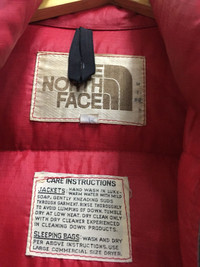 THE
NORTH
FACE
CARE INSTRUCTIONS
JACKETS: HAND WASH IN LUKE-
WARM WATER WITH MILD
SOAP, GENTLY KNEADING SUDS
THROUGH GARMENT. RINSE THOROUGHLY
TO AVOID CLUMPING OF DOWN. TUMBLE
DRY AT LOW HEAT. DRY CLEAN ONLY
WITH DRY CLEANER EXPERIENCED
IN CLEANING DOWN PRODUCTS.
SLEEPING BAGS: WASH AND DRY
PER ABOVE INSTRUCTIONS. USE
LARGE COMMERCIAL SIZE DRYER.